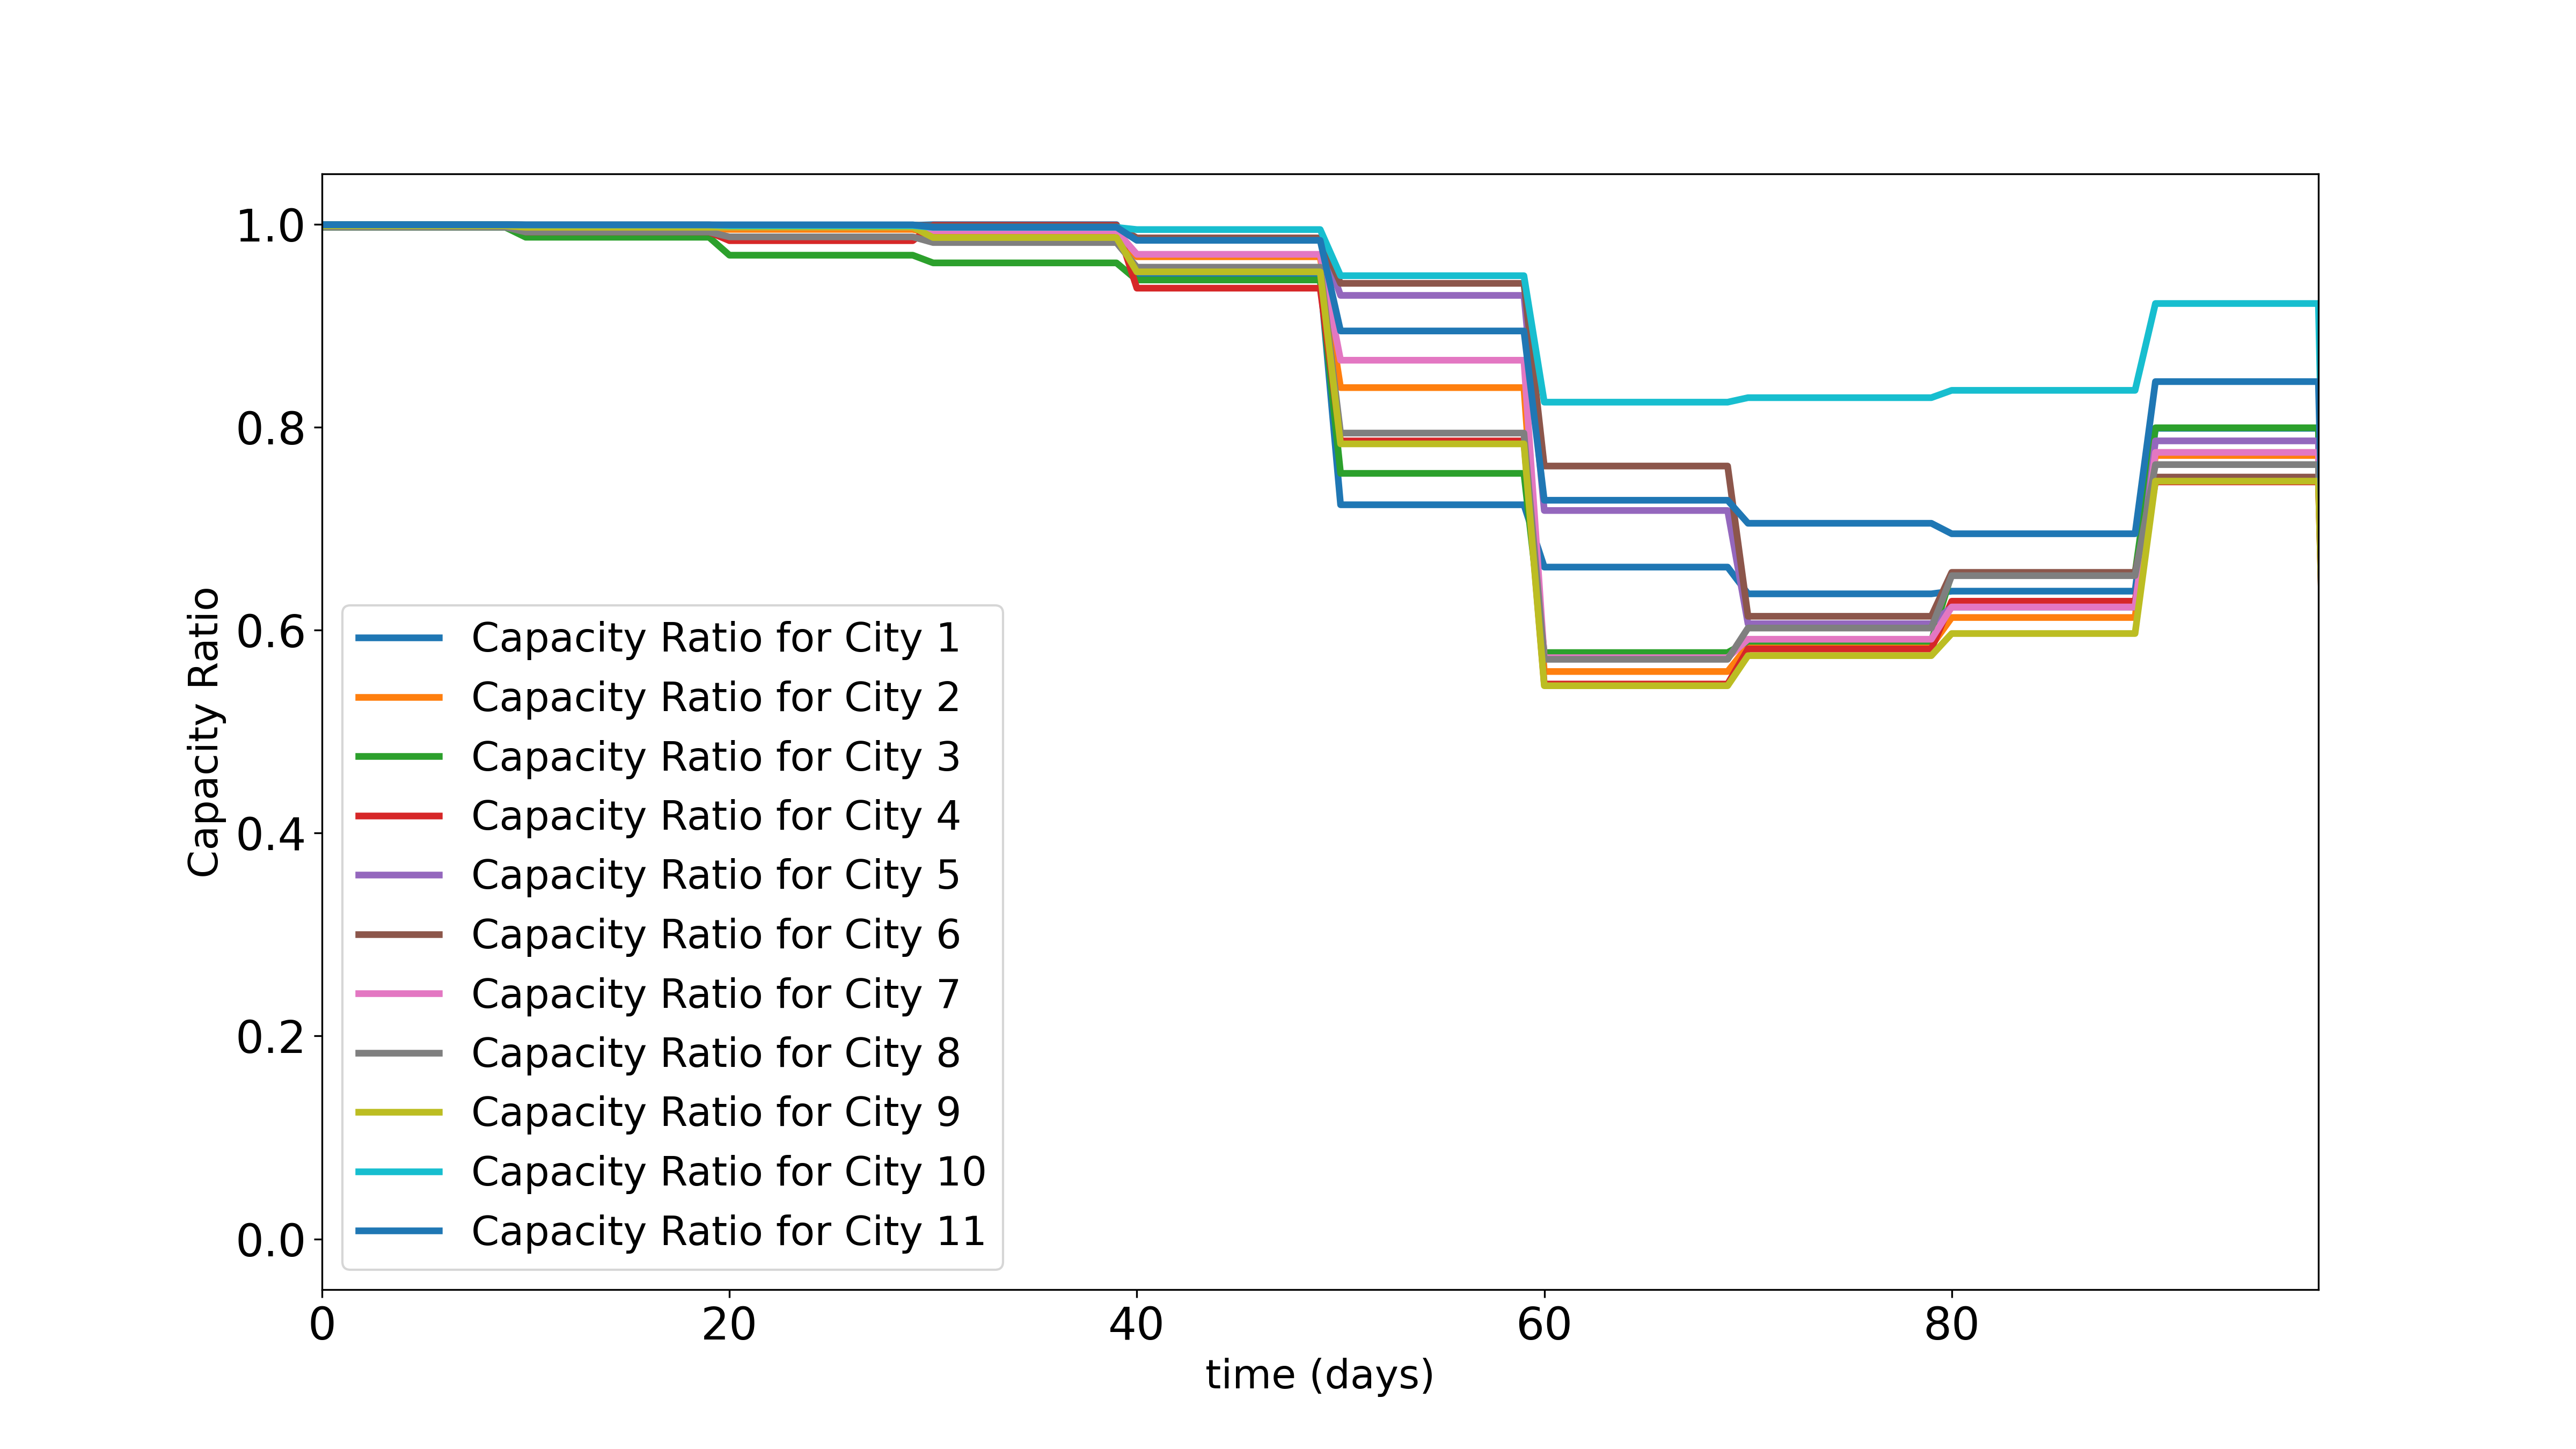 1.0
0.8
0.6
0.4
0.2
0.0
Capacity Ratio
Capacity Ratio for City 1
Capacity Ratio for City 2
Capacity Ratio for City 3
Capacity Ratio for City 4
Capacity Ratio for City 5
Capacity Ratio for City 6
Capacity Ratio for City 7
Capacity Ratio for City 8
Capacity Ratio for City 9
Capacity Ratio for City 10
Capacity Ratio for City 11
0 20 40 60 80
time (days)